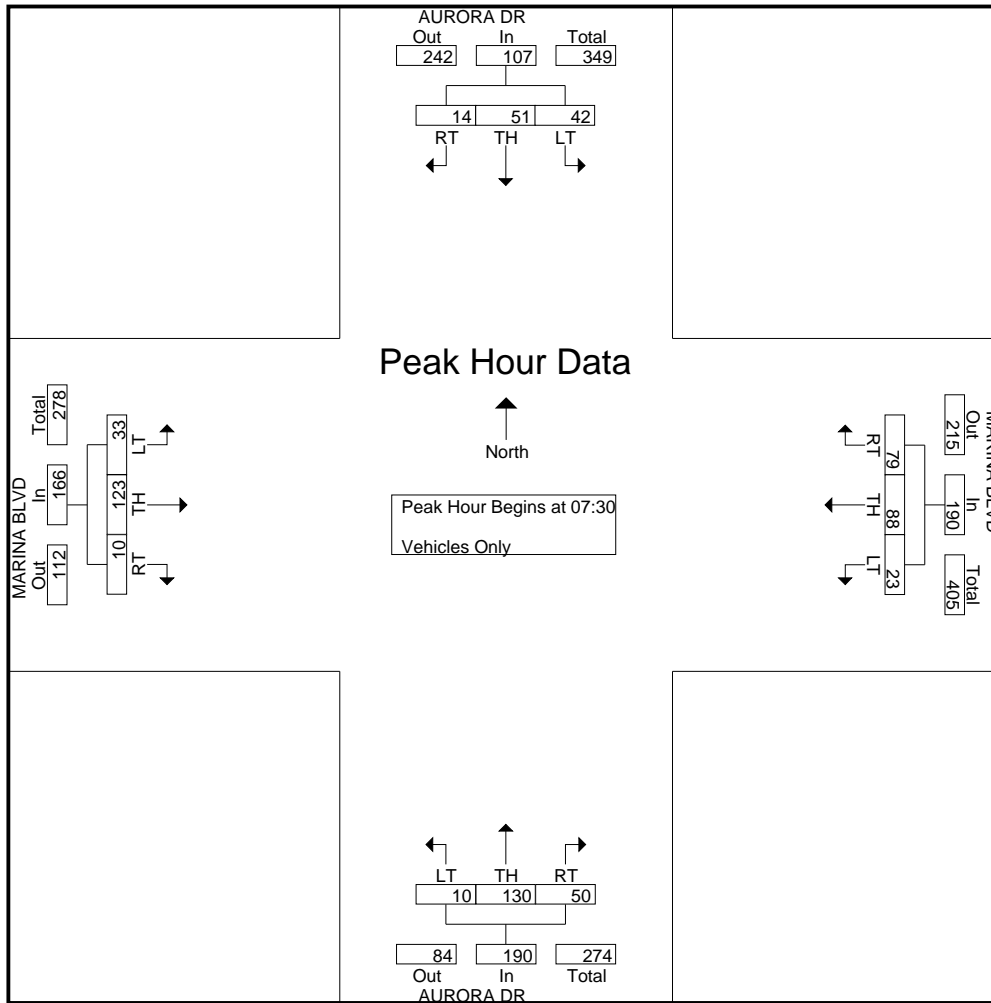 AURORA DR
Out In Total
242 107 349
14 51 42
RT TH LT
Peak Hour Data
North
Peak Hour Begins at 07:30
Vehicles Only
MARINA BLVD
Out In Total
112 166 278
10 123 33
RT TH LT
MARINA BLVD
Out In Total
215 190 405
79 88 23
RT TH LT
LT TH RT
10 130 50
84 190 274
Out In Total
AURORA DR